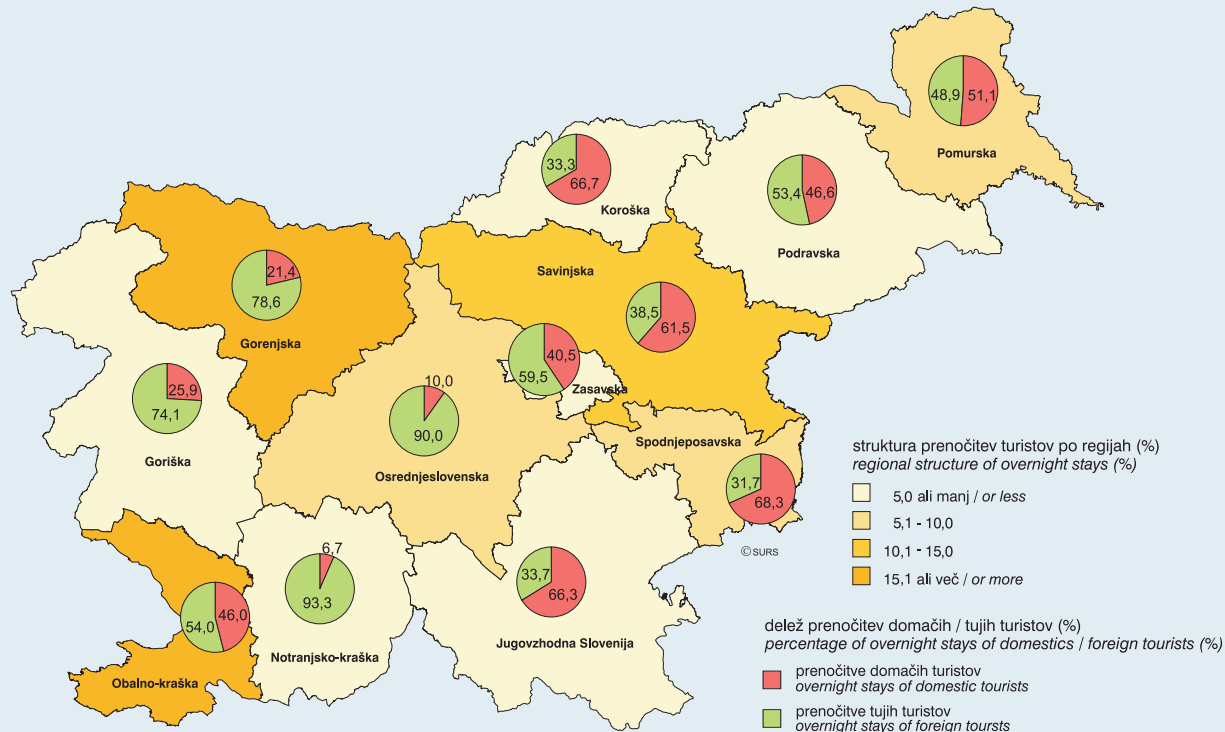 48,9
51,1
Pomurska
33,3
66,7
Koroška
53,4
46,6
Podravska
21,4
78,6
Gorenjska
Savinjska
38,5
61,5
40,5
59,5
Zasavska
25,9
74,1
Goriška
10,0
90,0
Osrednjeslovenska
Spodnjeposavska
31,7
68,3
© SURS
6,7
93,3
Notranjsko-kraška
33,7
66,3
Jugovzhodna Slovenija
46,0
54,0
Obalno-kraška
struktura prenočitev turistov po regijah (%)
regional structure of overnight stays (%)
5,0 ali manj / or less
5,1 - 10,0
10,1 - 15,0
15,1 ali več / or more
delež prenočitev domačih / tujih turistov (%)
percentage of overnight stays of domestics / foreign tourists (%)
prenočitve domačih turistov
overnight stays of domestic tourists
prenočitve tujih turistov
overnight stays of foreign toursts